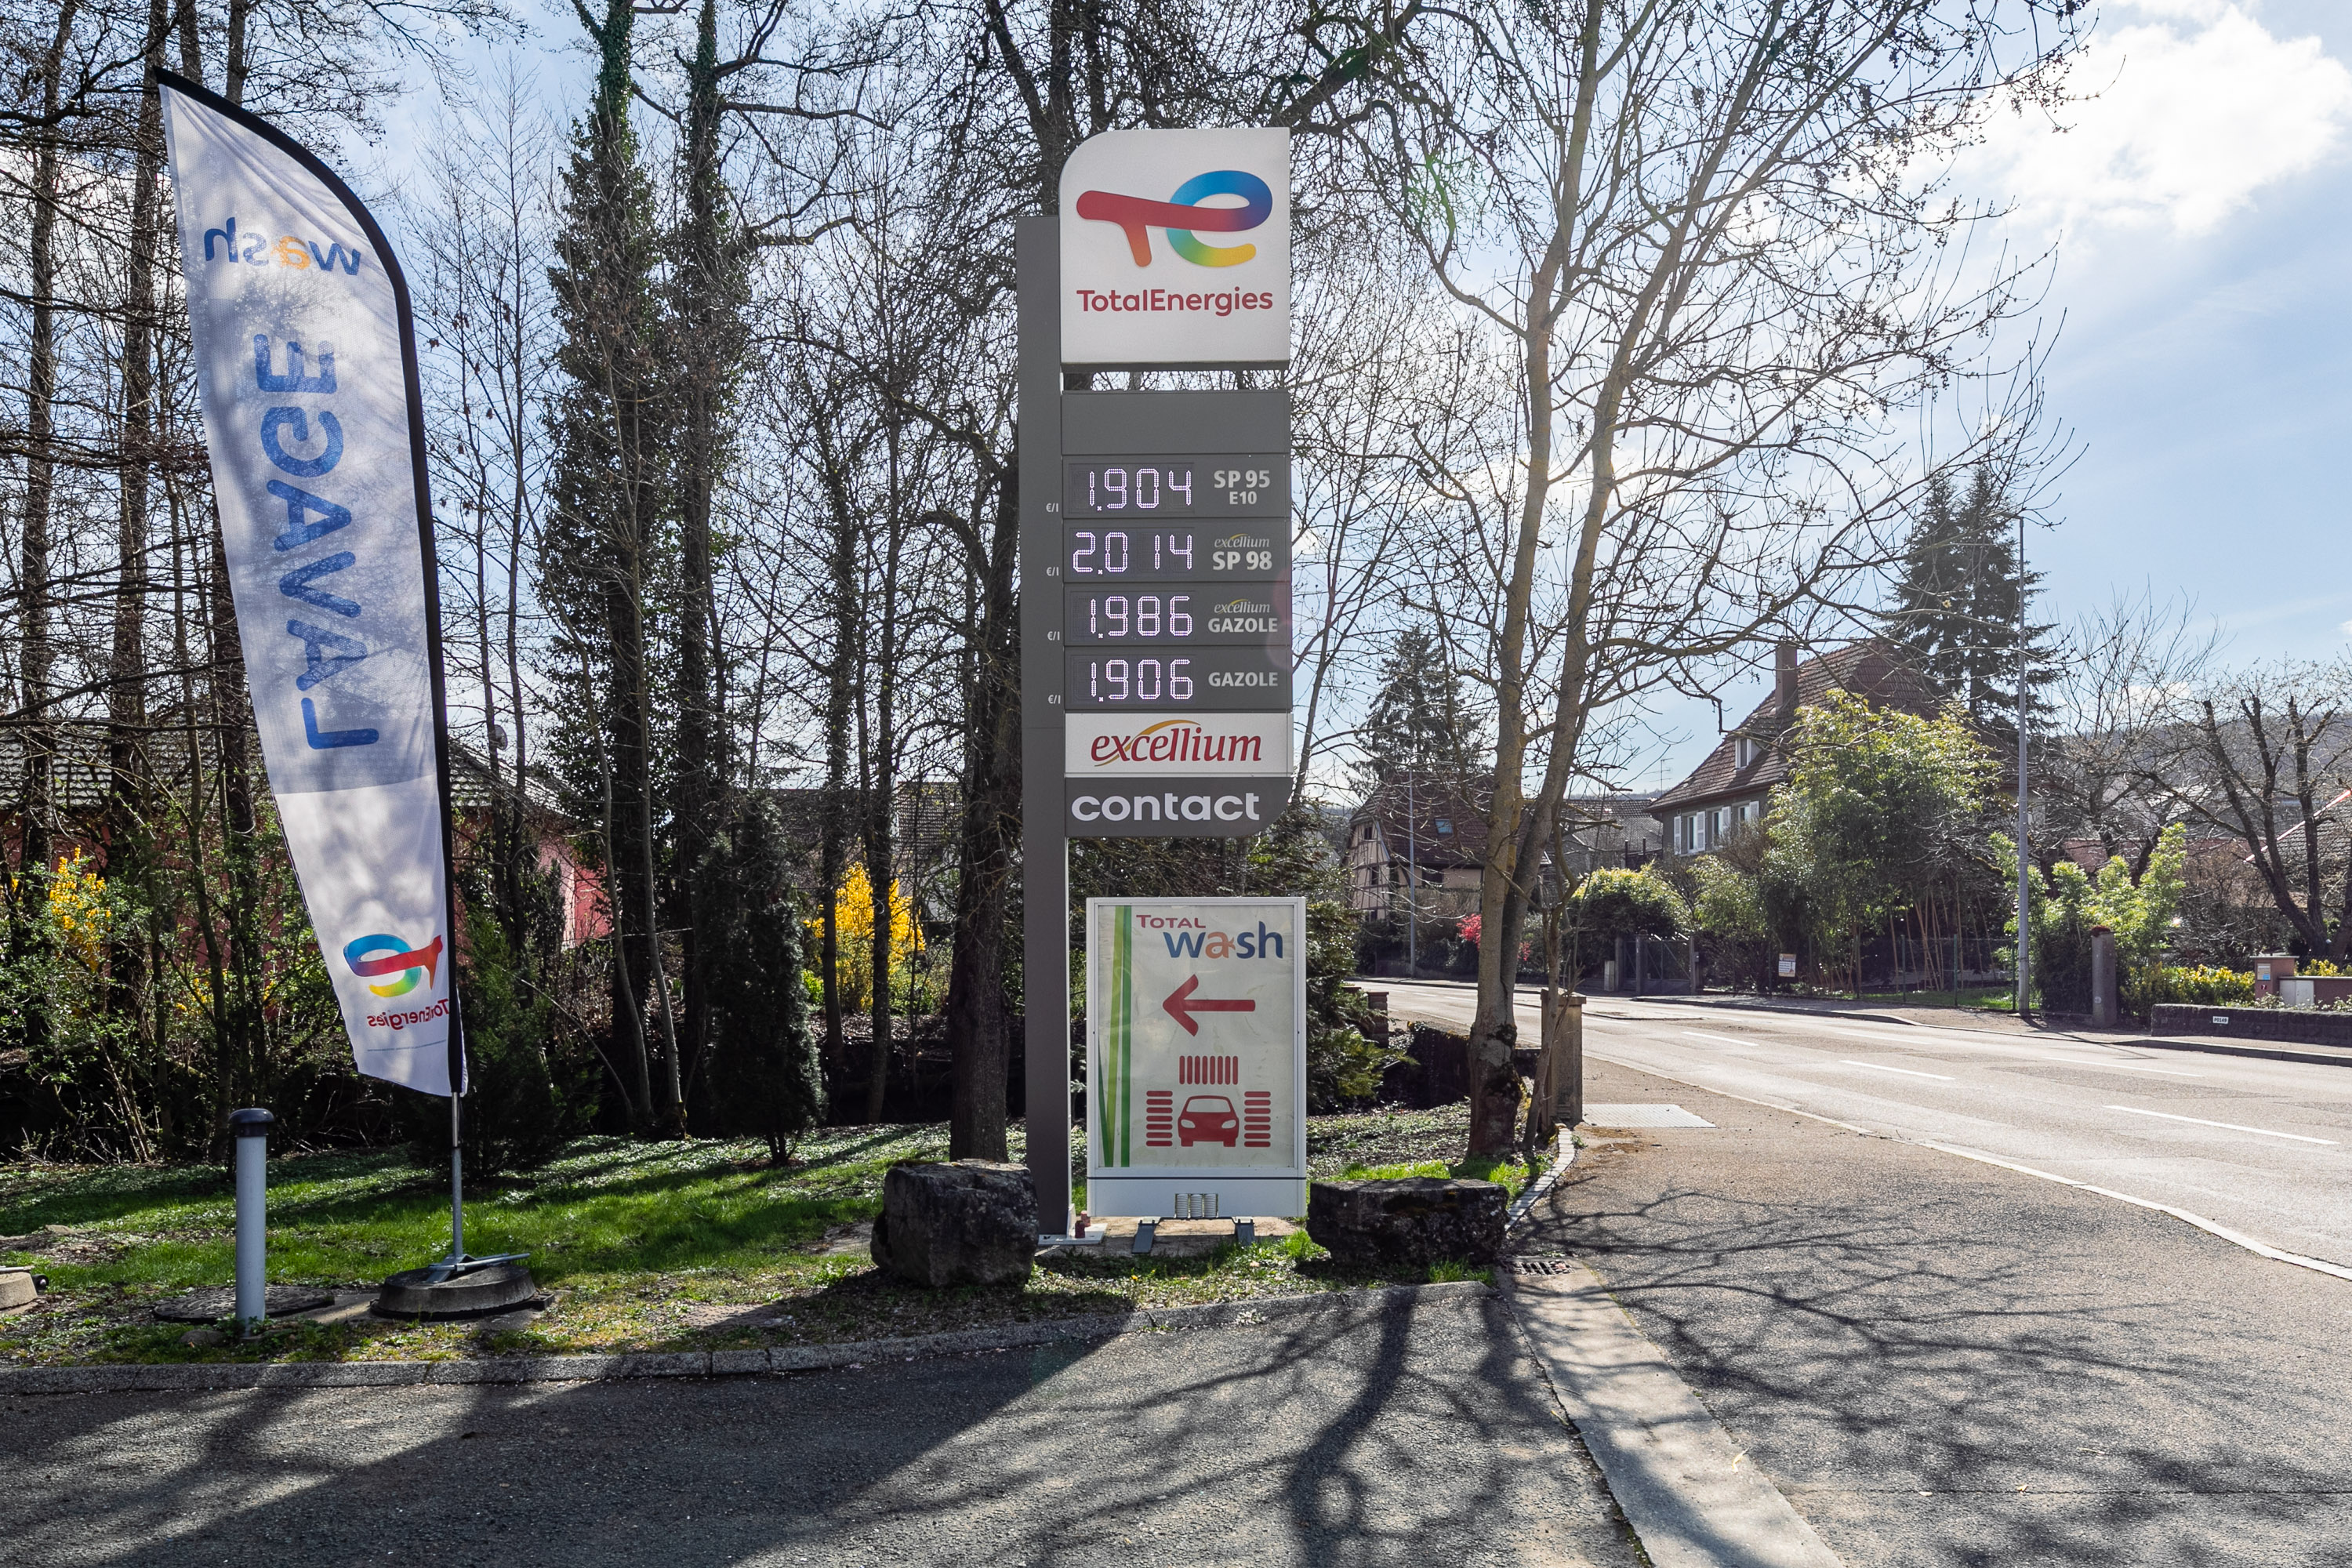 wash
LAVAGE
TotalEnergies
TotalEnergies
€/l 1.904 SP 95
E10
€/l 2.014 excellium
SP 98
€/l 1.986 excellium
GAZOLE
€/l 1.906 GAZOLE
excellium
contact
TOTAL
wash